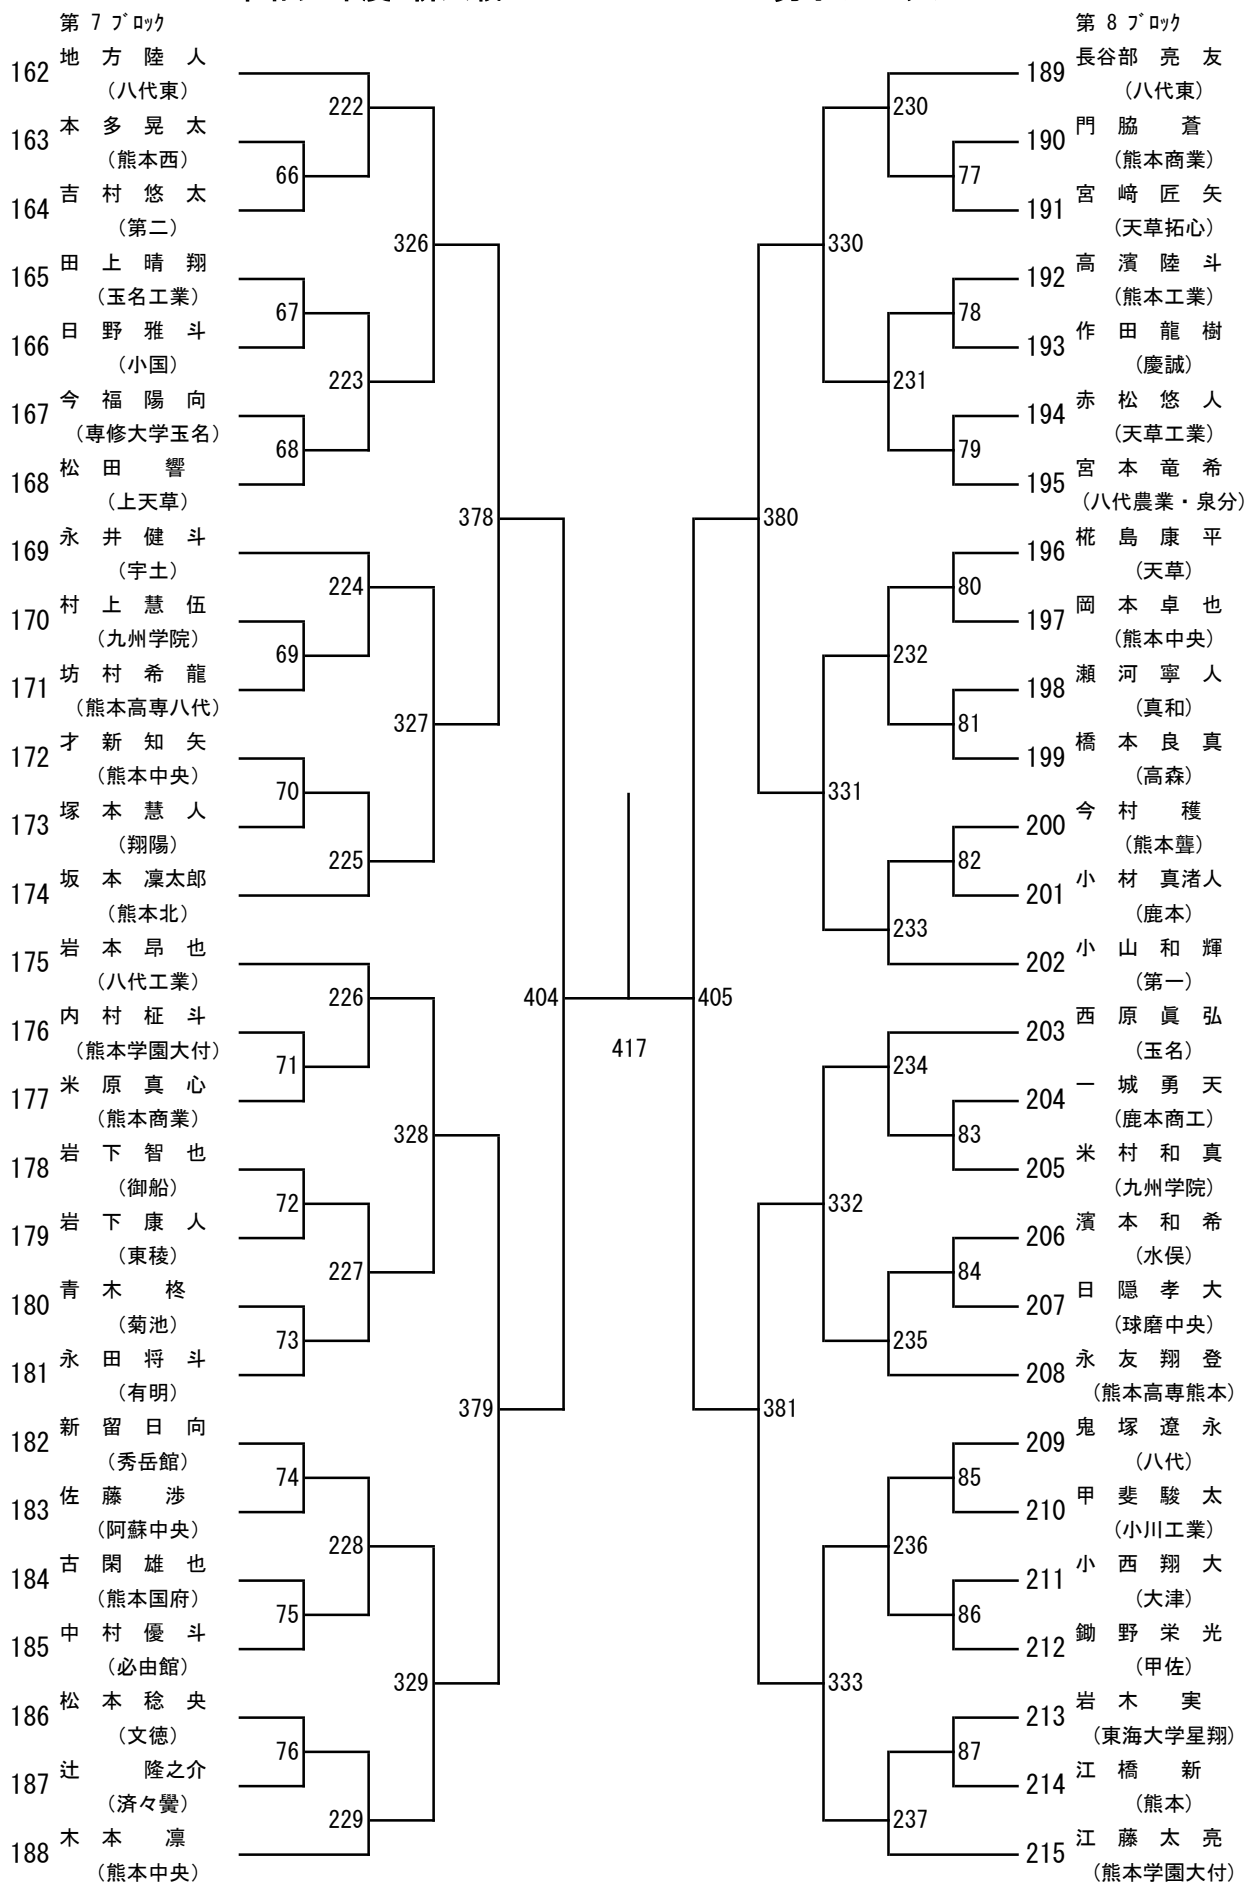 第 7 ブロック
162 地 方 陸 人
(八代東)
163 本 多 晃 太
(熊本西)
164 吉 村 悠 太
(第二)
165 田 上 晴 翔
(玉名工業)
166 日 野 雅 斗
(小国)
167 今 福 陽 向
(専修大学玉名)
168 松 田 響
(上天草)
169 永 井 健 斗
(宇土)
170 村 上 慧 伍
(九州学院)
171 坊 村 希 龍
(熊本高専八代)
172 才 新 知 矢
(熊本中央)
173 塚 本 慧 人
(翔陽)
174 坂 本 凜太郎
(熊本北)
175 岩 本 昂 也
(八代工業)
176 内 村 柾 斗
(熊本学園大付)
177 米 原 真 心
(熊本商業)
178 岩 下 智 也
(御船)
179 岩 下 康 人
(東稜)
180 青 木 柊
(菊池)
181 永 田 将 斗
(有明)
182 新 留 日 向
(秀岳館)
183 佐 藤 渉
(阿蘇中央)
184 古 閑 雄 也
(熊本国府)
185 中 村 優 斗
(必由館)
186 松 本 稔 央
(文徳)
187 辻 隆之介
(済々黌)
188 木 本 凛
(熊本中央)
222
66
326
67
223
68
378
224
69
327
70
225
404
226
71
328
72
227
73
379
74
228
75
329
76
229
417
第 8 ブロック
189 長谷部 亮 友
(八代東)
190 門 脇 蒼
(熊本商業)
191 宮 﨑 匠 矢
(天草拓心)
192 高 濱 陸 斗
(熊本工業)
193 作 田 龍 樹
(慶誠)
194 赤 松 悠 人
(天草工業)
195 宮 本 竜 希
(八代農業・泉分)
196 椛 島 康 平
(天草)
197 岡 本 卓 也
(熊本中央)
198 瀬 河 寧 人
(真和)
199 橋 本 良 真
(高森)
200 今 村 穫
(熊本聾)
201 小 材 真渚人
(鹿本)
202 小 山 和 輝
(第一)
203 西 原 眞 弘
(玉名)
204 一 城 勇 天
(鹿本商工)
205 米 村 和 真
(九州学院)
206 濱 本 和 希
(水俣)
207 日 隠 孝 大
(球磨中央)
208 永 友 翔 登
(熊本高専熊本)
209 鬼 塚 遼 永
(八代)
210 甲 斐 駿 太
(小川工業)
211 小 西 翔 大
(大津)
212 鋤 野 栄 光
(甲佐)
213 岩 木 実
(東海大学星翔)
214 江 橋 新
(熊本)
215 江 藤 太 亮
(熊本学園大付)
230
77
330
78
231
79
380
80
232
81
331
82
233
405
234
83
332
84
235
381
85
236
86
333
87
237